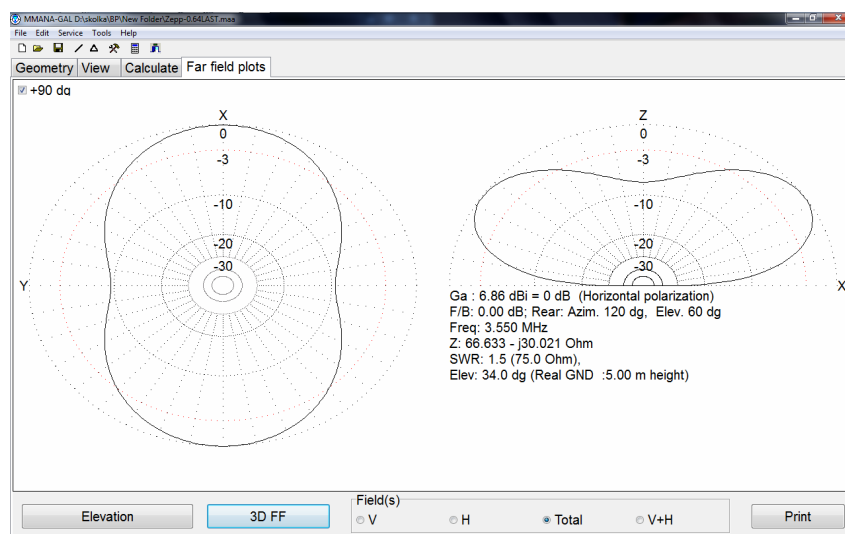 MMANA-GAL D:\skolka\BP\New Folder\Zepp-0.64LAST.maa
File Edit Service Tools Help
Geometry View Calculate Far field plots
+90 dg
X
0
-3
-10
-20
-30
Y
Z
0
-3
-10
-20
-30
X
Ga : 6.86 dBi = 0 dB (Horizontal polarization)
F/B: 0.00 dB; Rear: Azim. 120 dg, Elev. 60 dg
Freq: 3.550 MHz
Z: 66.633 - j30.021 Ohm
SWR: 1.5 (75.0 Ohm),
Elev: 34.0 dg (Real GND :5.00 m height)
Elevation
3D FF
Field(s)
V H Total V+H
Print